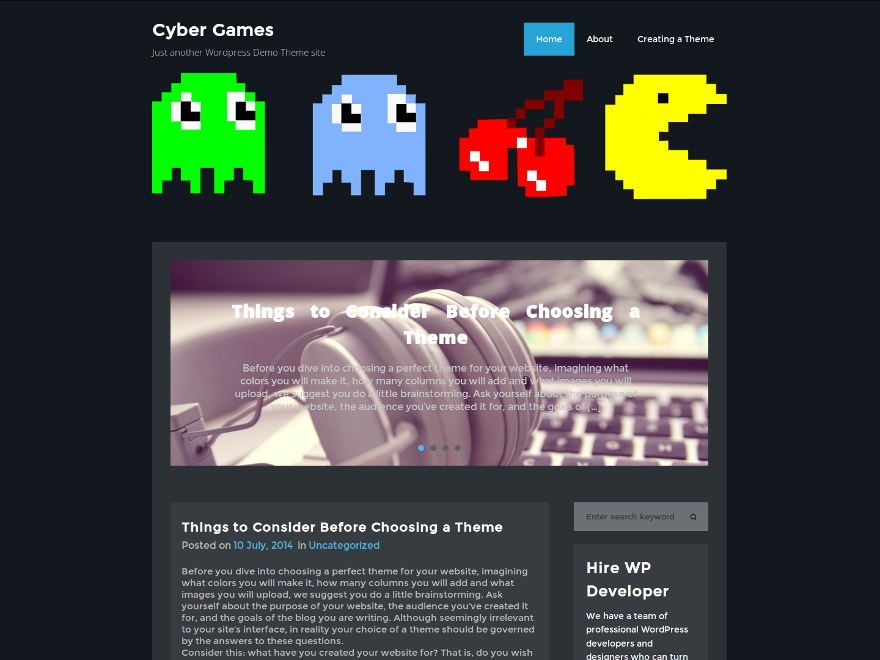 Cyber Games
Just another Wordpress Demo Theme site
Home About Creating a Theme
Things to Consider Before Choosing a
Theme
Before you dive into choosing a perfect theme for your website, imagining what
colors you will make it, how many columns you will add and what images you will
upload, we suggest you do a little brainstorming. Ask yourself about the purpose of
your website, the audience you've created it for, and the goals of [...]
Things to Consider Before Choosing a Theme
Posted on 10 July, 2014 In Uncategorized
Before you dive into choosing a perfect theme for your website, imagining
what colors you will make it, how many columns you will add and what
images you will upload, we suggest you do a little brainstorming. Ask
yourself about the purpose of your website, the audience you've created it
for, and the goals of the blog you are writing. Although seemingly irrelevant
to your site's interface, in reality your choice of a theme should be governed
by the answers to these questions.
Consider this: what have you created your website for? That is, do you wish
Enter search keyword
Hire WP
Developer
We have a team of
professional WordPress
developers and
designers who can turn